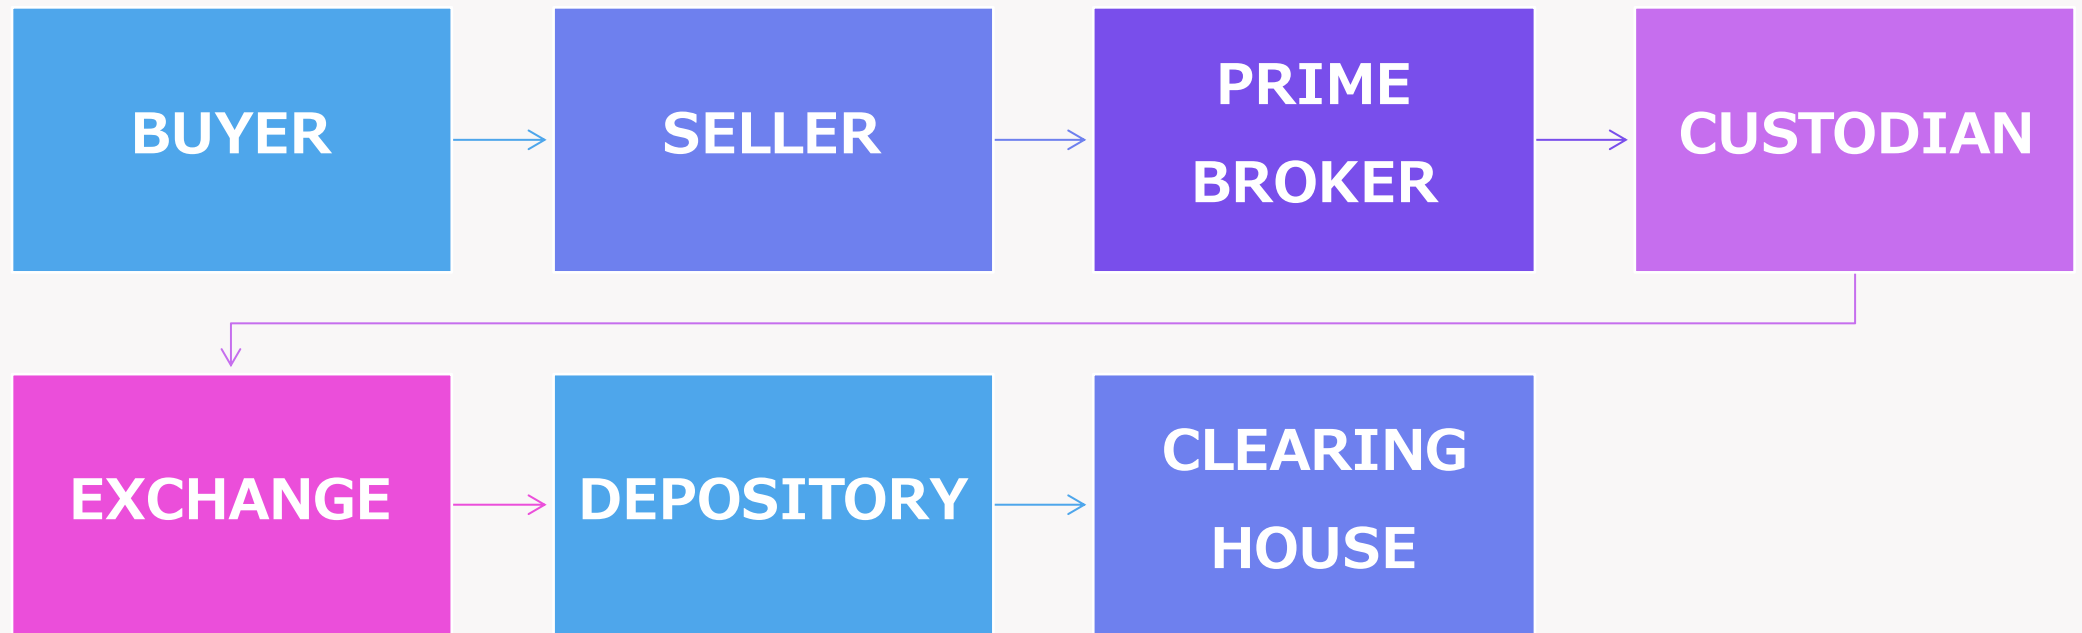 BUYER
SELLER
PRIME
BROKER
CUSTODIAN
EXCHANGE
DEPOSITORY
CLEARING
HOUSE